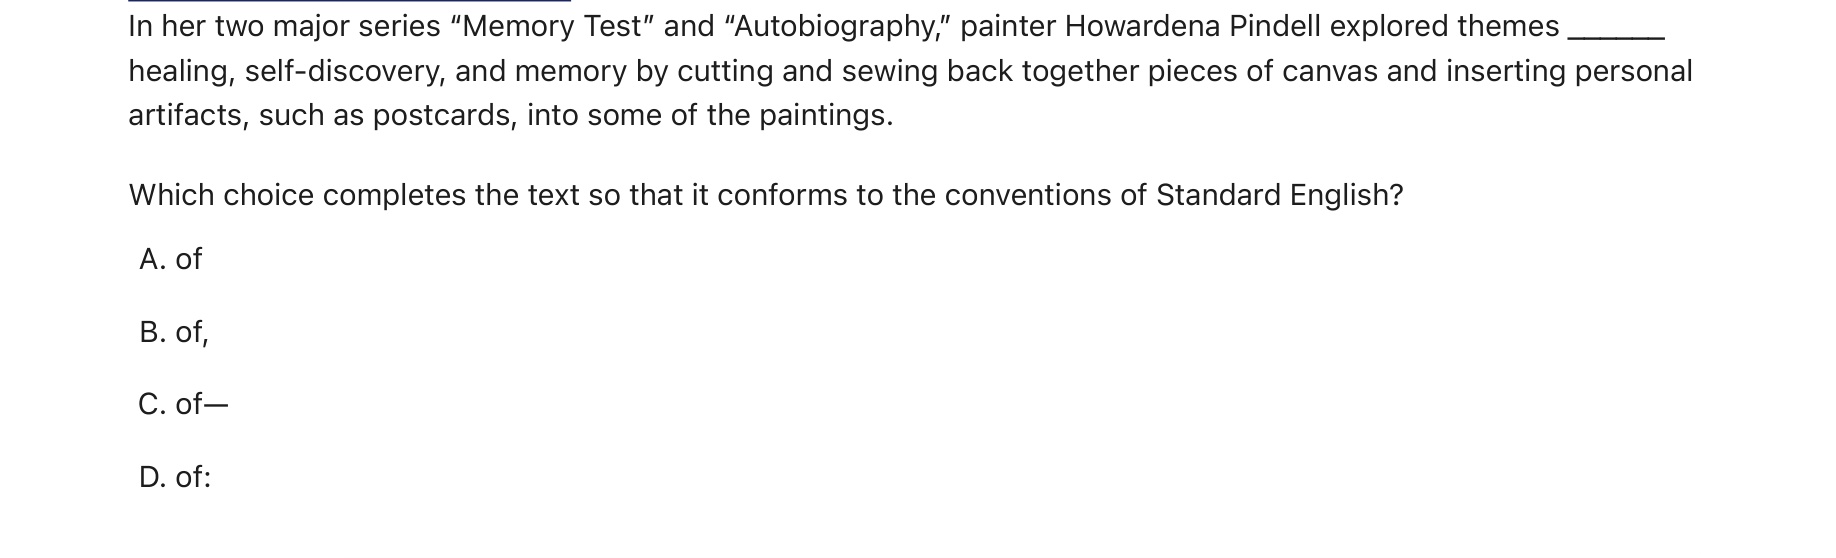 In her two major series “Memory Test” and “Autobiography,” painter Howardena Pindell explored themes ______
healing, self-discovery, and memory by cutting and sewing back together pieces of canvas and inserting personal
artifacts, such as postcards, into some of the paintings.
Which choice completes the text so that it conforms to the conventions of Standard English?
A. of
B. of,
C. of—
D. of: